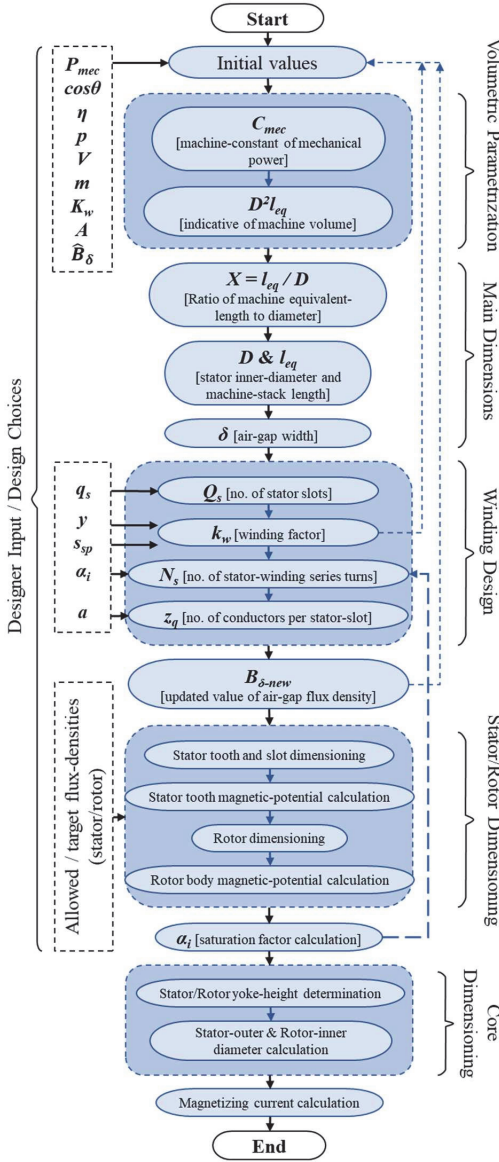 Start
P_mec
cosθ
η
p
V
m
K_w
A
B̂_δ
Initial values
C_mec
[machine-constant of mechanical
power]
D²l_eq
[indicative of machine volume]
Volumetric Parametrization
X = l_eq / D
[Ratio of machine equivalent-
length to diameter]
D & l_eq
[stator inner-diameter and
machine-stack length]
δ [air-gap width]
Main Dimensions
Designer Input / Design Choices
q_s
y
s_sp
α_i
a
Q_s [no. of stator slots]
k_w [winding factor]
N_s [no. of stator-winding series turns]
z_q [no. of conductors per stator-slot]
Winding
Design
B_δ-new
[updated value of air-gap flux density]
Allowed / target flux-densities
(stator/rotor)
Stator tooth and slot dimensioning
Stator tooth magnetic-potential calculation
Rotor dimensioning
Rotor body magnetic-potential calculation
Stator/Rotor Dimensioning
α_i [saturation factor calculation]
Stator/Rotor yoke-height determination
Stator-outer & Rotor-inner
diameter calculation
Core
Dimensioning
Magnetizing current calculation
End